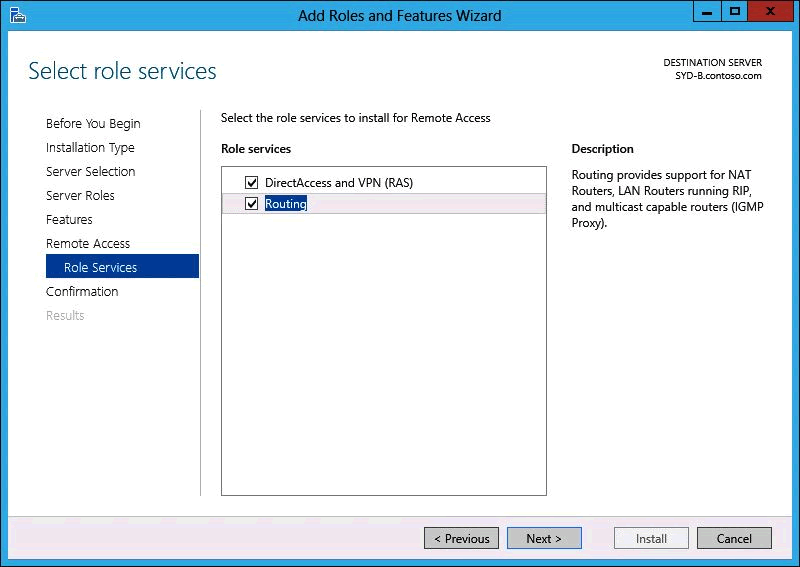 Add Roles and Features Wizard
Select role services
DESTINATION SERVER
SYD-B.contoso.com
Before You Begin
Installation Type
Server Selection
Server Roles
Features
Remote Access
Role Services
Confirmation
Results
Select the role services to install for Remote Access
Role services
DirectAccess and VPN (RAS)
Routing
Description
Routing provides support for NAT
Routers, LAN Routers running RIP,
and multicast capable routers (IGMP
Proxy).
< Previous
Next >
Install
Cancel